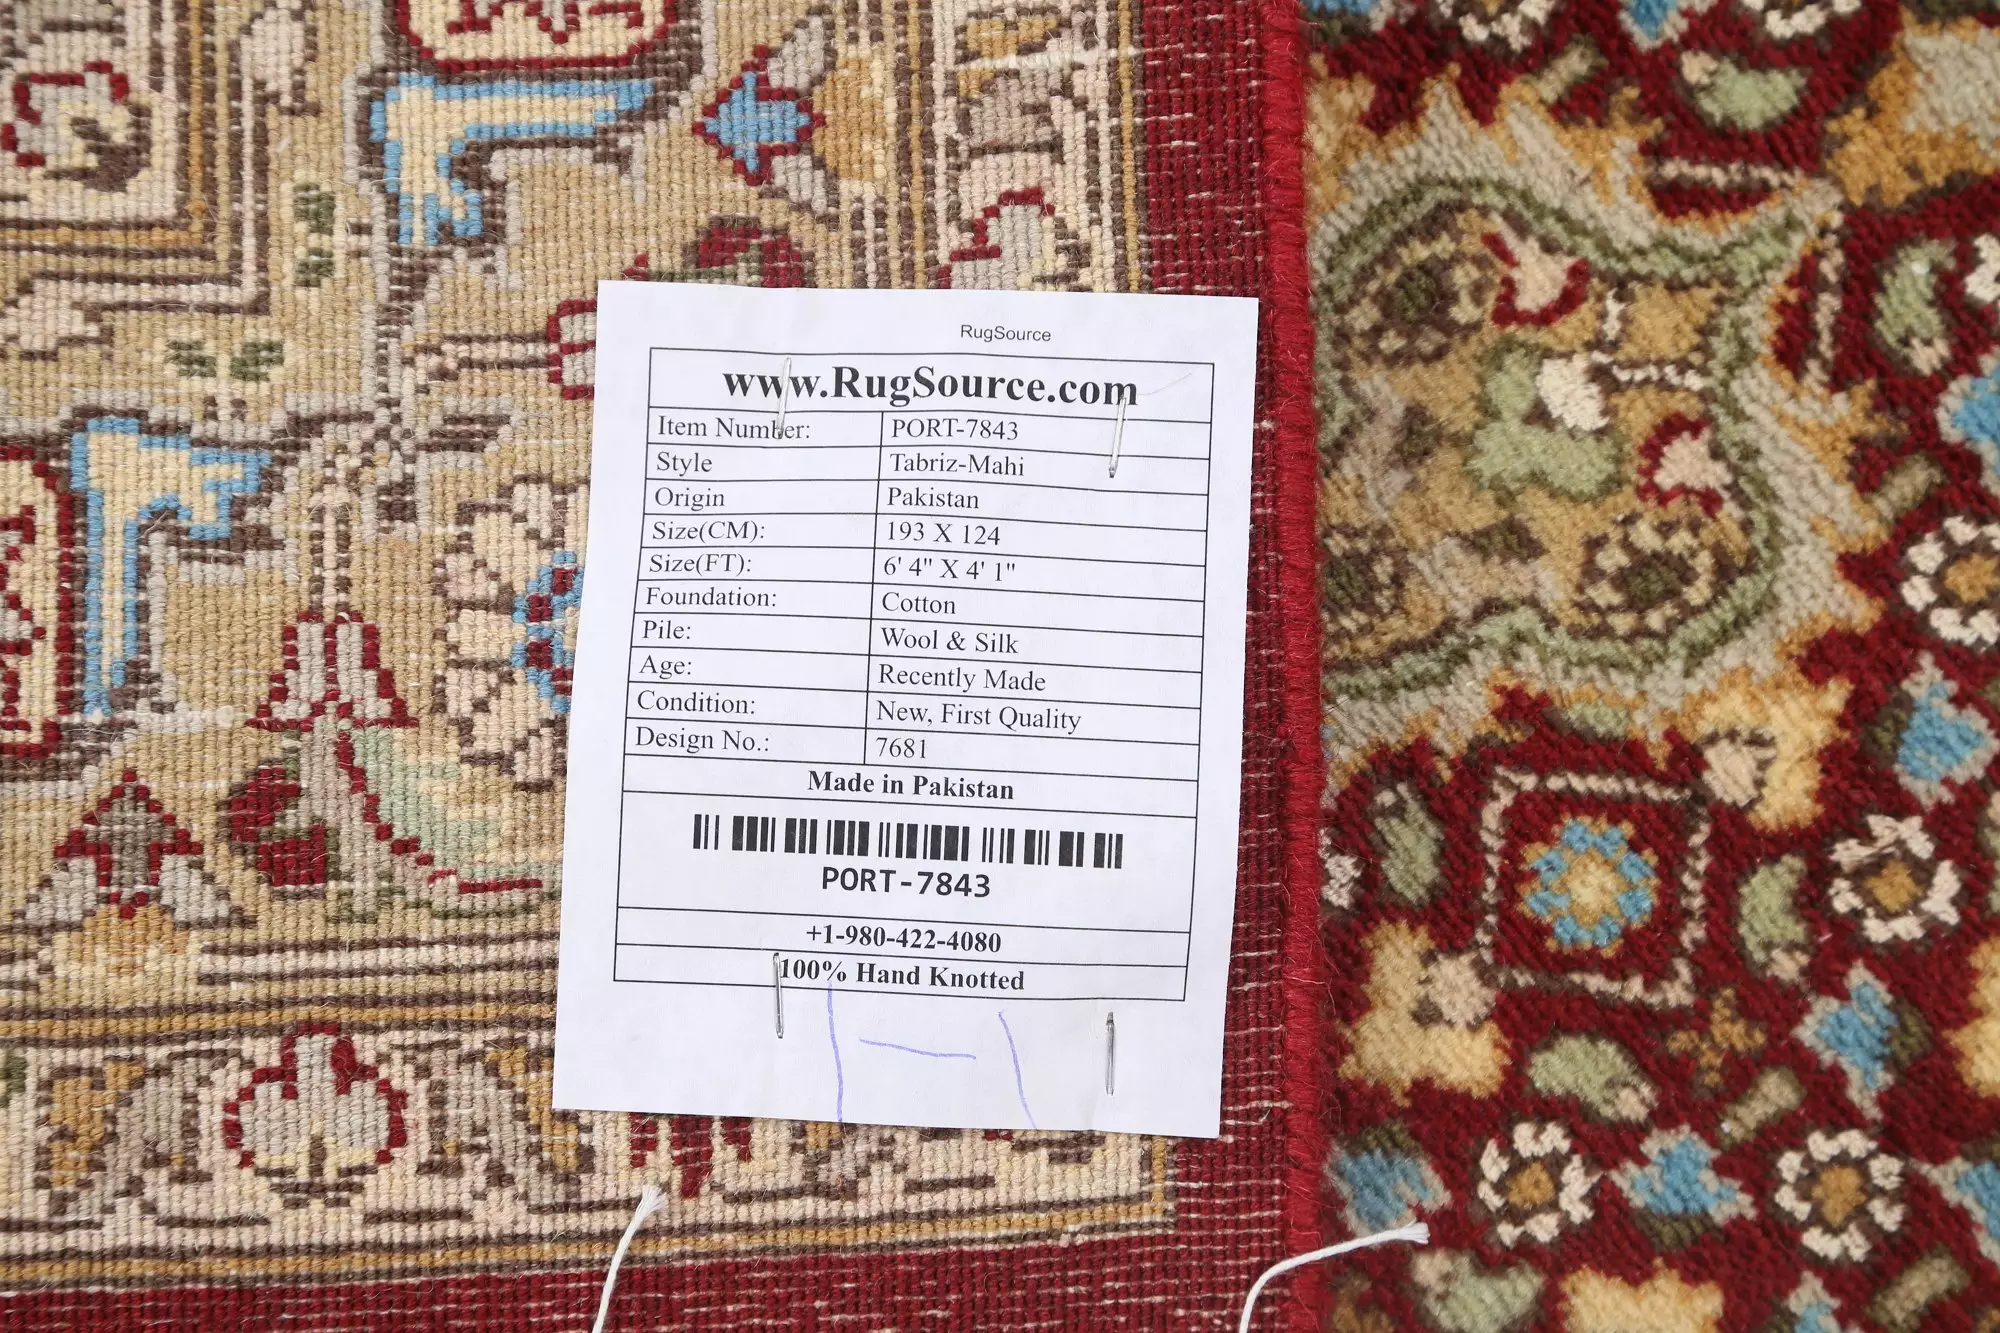 RugSource
www.RugSource.com
Item Number: PORT-7843
Style Tabriz-Mahi
Origin Pakistan
Size(CM): 193 X 124
Size(FT): 6' 4" X 4' 1"
Foundation: Cotton
Pile: Wool & Silk
Age: Recently Made
Condition: New, First Quality
Design No.: 7681
Made in Pakistan
PORT-7843
+1-980-422-4080
100% Hand Knotted
1-1